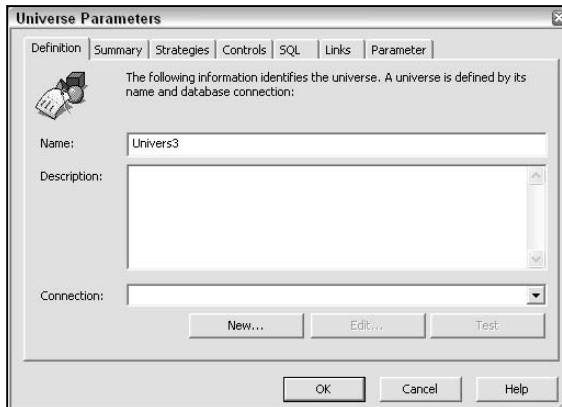 Universe Parameters
Definition Summary Strategies Controls SQL Links Parameter
The following information identifies the universe. A universe is defined by its
name and database connection:
Name: Univers3
Description:
Connection:
New... Edit... Test
OK Cancel Help